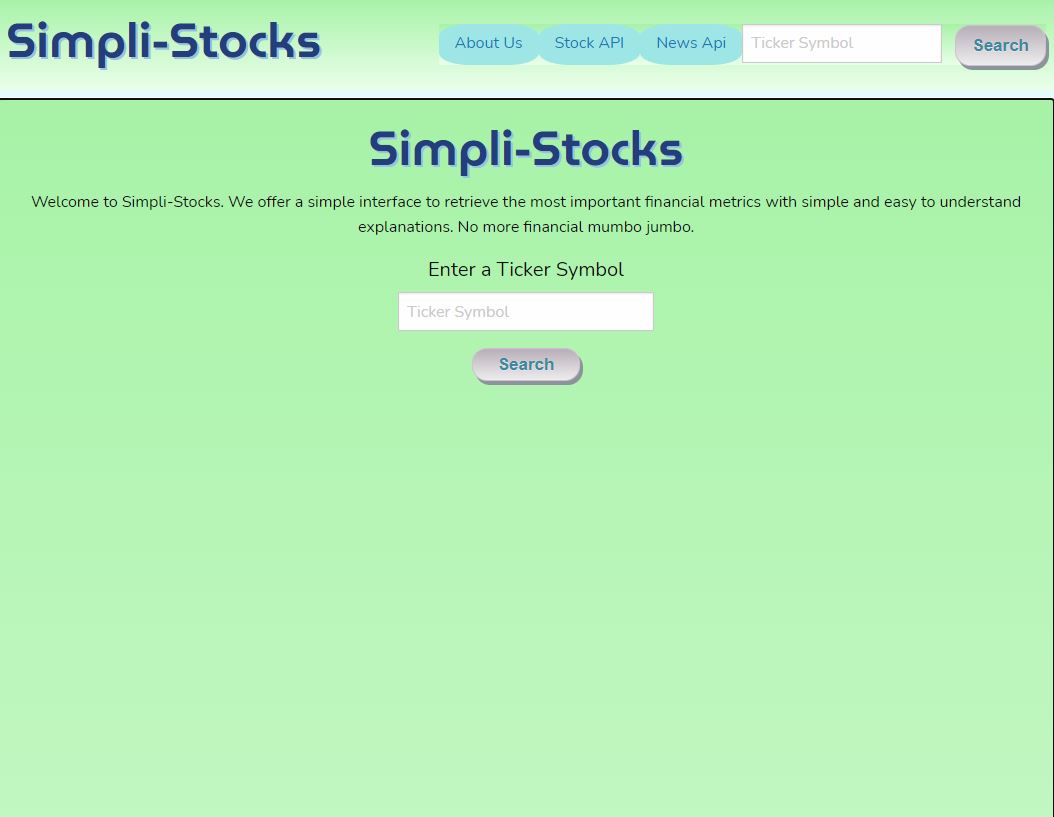 Simpli-Stocks
About Us Stock API News Api Ticker Symbol Search
Simpli-Stocks
Welcome to Simpli-Stocks. We offer a simple interface to retrieve the most important financial metrics with simple and easy to understand
explanations. No more financial mumbo jumbo.
Enter a Ticker Symbol
Ticker Symbol
Search